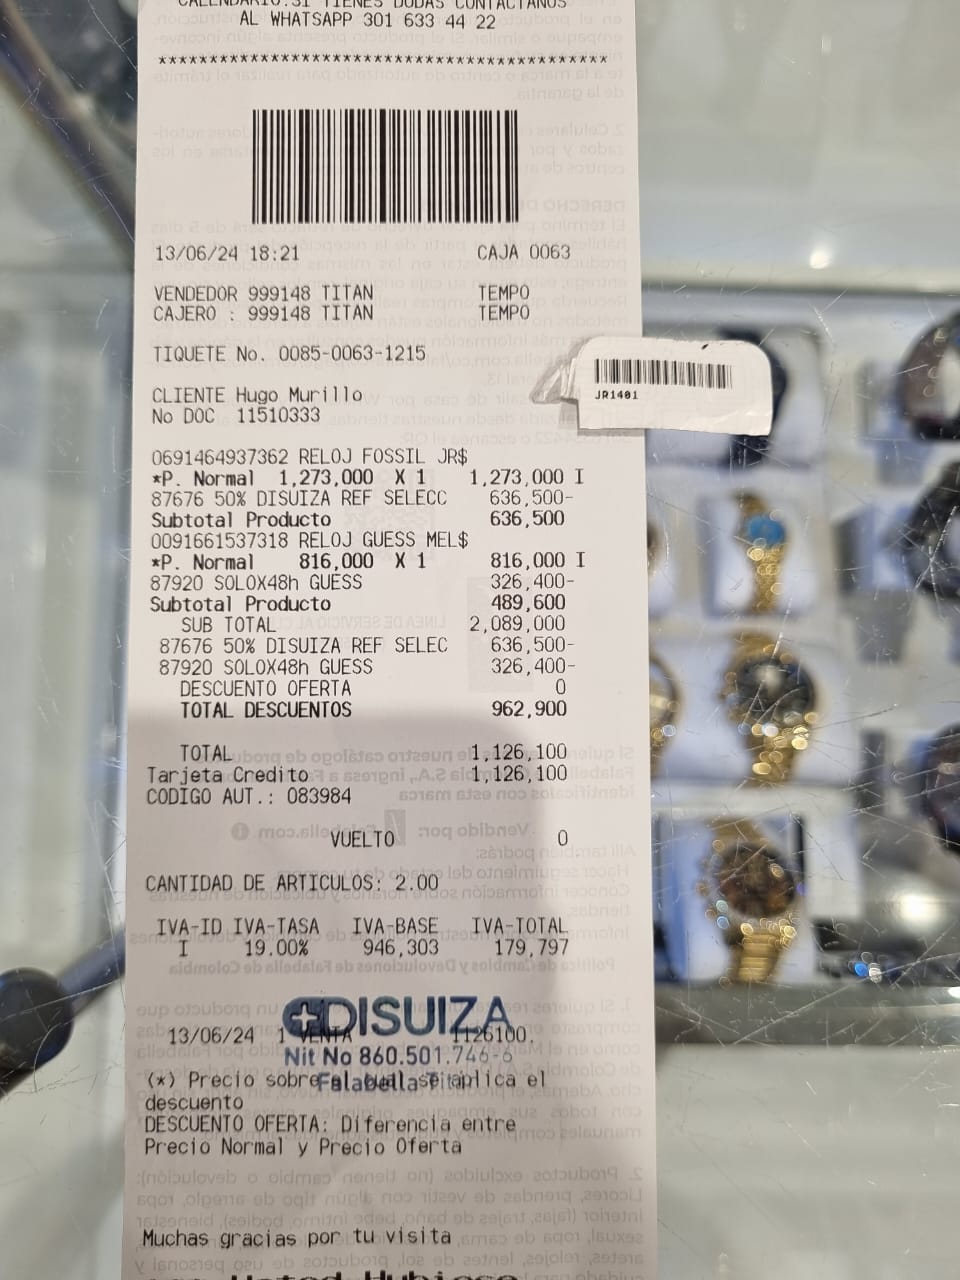 CALENDARIO.SI TIENES DUDAS CONTACTANOS
AL WHATSAPP 301 633 44 22
********************************************
13/06/24 18:21 CAJA 0063
VENDEDOR 999148 TITAN TEMPO
CAJERO : 999148 TITAN TEMPO
TIQUETE No. 0085-0063-1215
JR1401
CLIENTE Hugo Murillo
No DOC 11510333
0691464937362 RELOJ FOSSIL JR$
*P. Normal 1,273,000 X 1 1,273,000 I
87676 50% DISUIZA REF SELECC 636,500-
Subtotal Producto 636,500
0091661537318 RELOJ GUESS MEL$
*P. Normal 816,000 X 1 816,000 I
87920 SOLOX48h GUESS 326,400-
Subtotal Producto 489,600
SUB TOTAL 2,089,000
87676 50% DISUIZA REF SELEC 636,500-
87920 SOLOX48h GUESS 326,400-
DESCUENTO OFERTA 0
TOTAL DESCUENTOS 962,900
TOTAL 1,126,100
Tarjeta Credito 1,126,100
CODIGO AUT.: 083984
VUELTO 0
CANTIDAD DE ARTICULOS: 2.00
IVA-ID IVA-TASA IVA-BASE IVA-TOTAL
I 19.00% 946,303 179,797
DISUIZA
13/06/24 1 VENTA 1126100.
Nit No 860.501.746-6
Falabella Titan
(*) Precio sobre el aplica el
descuento
DESCUENTO OFERTA: Diferencia entre
Precio Normal y Precio Oferta
Muchas gracias por tu visita